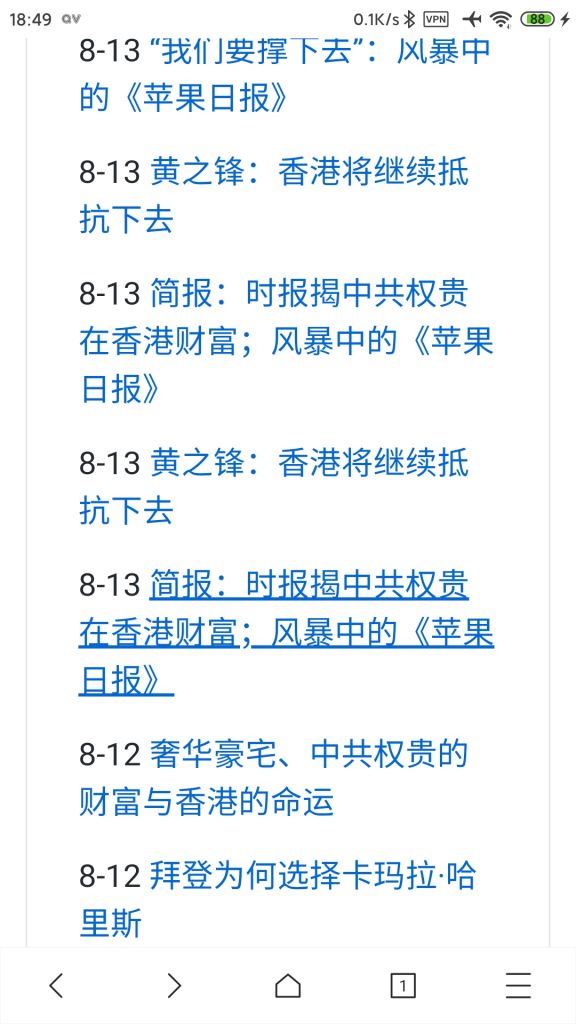 18:49 QV 0.1K/s VPN 88
8-13 “我们要撑下去”：风暴中
的《苹果日报》
8-13 黄之锋：香港将继续抵
抗下去
8-13 简报：时报揭中共权贵
在香港财富；风暴中的《苹果
日报》
8-13 黄之锋：香港将继续抵
抗下去
8-13 简报：时报揭中共权贵
在香港财富；风暴中的《苹果
日报》
8-12 奢华豪宅、中共权贵的
财富与香港的命运
8-12 拜登为何选择卡玛拉·哈
里斯
1